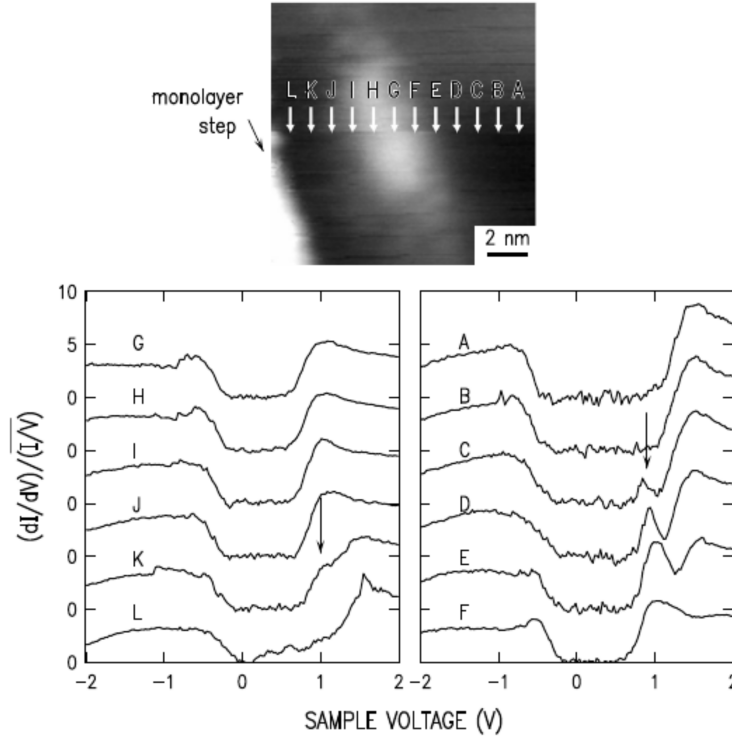 L K J I H G F E D C B A
monolayer
step
2 nm
10
5
0
0
0
0
0
0
G
H
I
J
K
L
A
B
C
D
E
F
(dI/dV)/(I/V)
−2 −1 0 1 2 −2 −1 0 1 2
SAMPLE VOLTAGE (V)